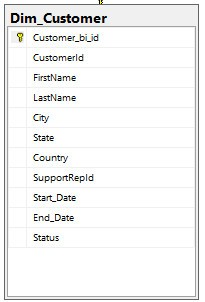 Dim_Customer
Customer_bi_id
CustomerId
FirstName
LastName
City
State
Country
SupportRepId
Start_Date
End_Date
Status